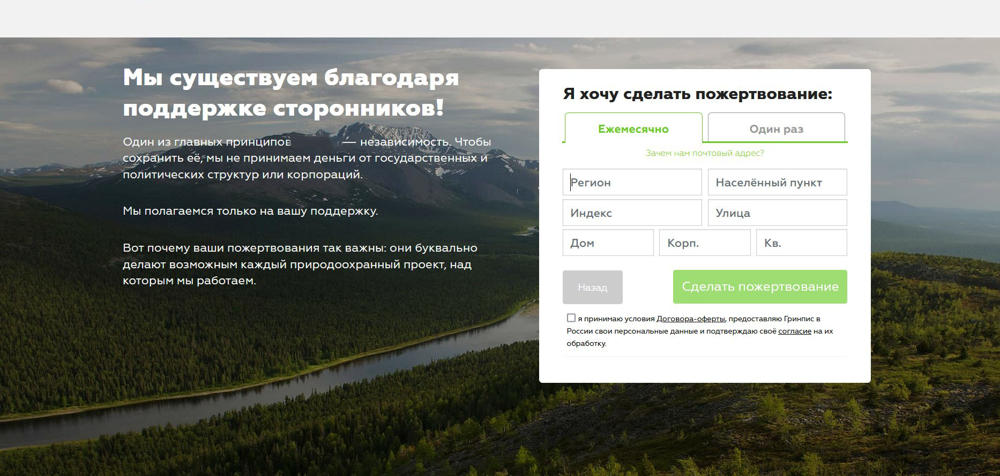 Мы существуем благодаря
поддержке сторонников!
Один из главных принципов — независимость. Чтобы
сохранить её, мы не принимаем деньги от государственных и
политических структур или корпораций.
Мы полагаемся только на вашу поддержку.
Вот почему ваши пожертвования так важны: они буквально
делают возможным каждый природоохранный проект, над
которым мы работаем.
Я хочу сделать пожертвование:
Ежемесячно Один раз
Зачем нам почтовый адрес?
Регион Населённый пункт
Индекс Улица
Дом Корп. Кв.
Назад Сделать пожертвование
я принимаю условия Договора-оферты, предоставляю Гринпис в
России свои персональные данные и подтверждаю своё согласие на их
обработку.